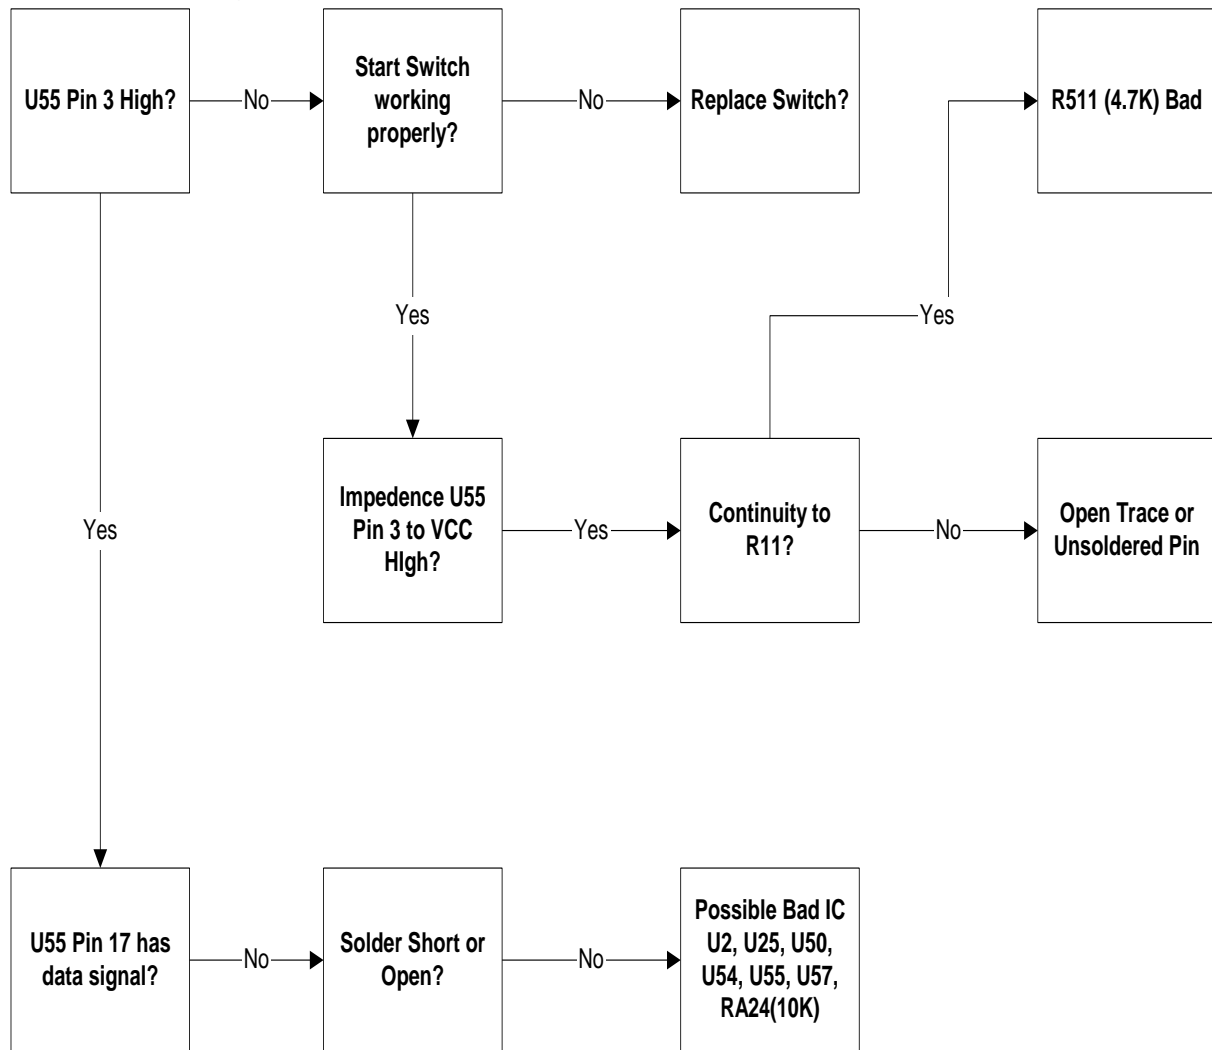 U55 Pin 3 High?
No
Start Switch
working
properly?
No
Replace Switch?
R511 (4.7K) Bad
Yes
Yes
Yes
Impedence U55
Pin 3 to VCC
HIgh?
Yes
Continuity to
R11?
No
Open Trace or
Unsoldered Pin
U55 Pin 17 has
data signal?
No
Solder Short or
Open?
No
Possible Bad IC
U2, U25, U50,
U54, U55, U57,
RA24(10K)